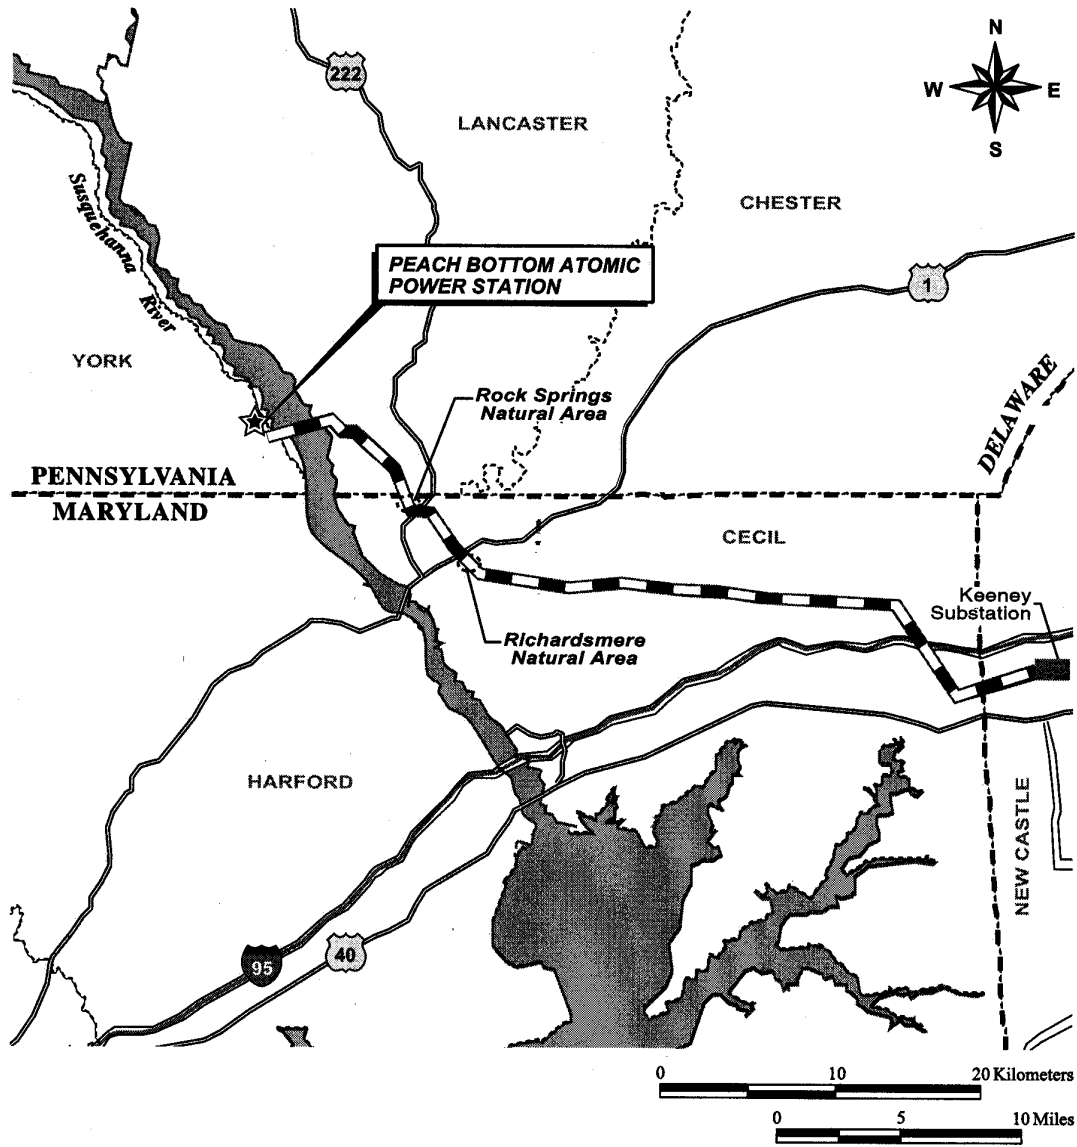 N
222
W
E
LANCASTER
S
Susquehanna
River
CHESTER
PEACH BOTTOM ATOMIC
POWER STATION
1
YORK
Rock Springs
Natural Area
DELAWARE
PENNSYLVANIA
MARYLAND
CECIL
Keeney
Substation
Richardsmere
Natural Area
HARFORD
NEW CASTLE
95
40
0
10
20 Kilometers
0
5
10 Miles